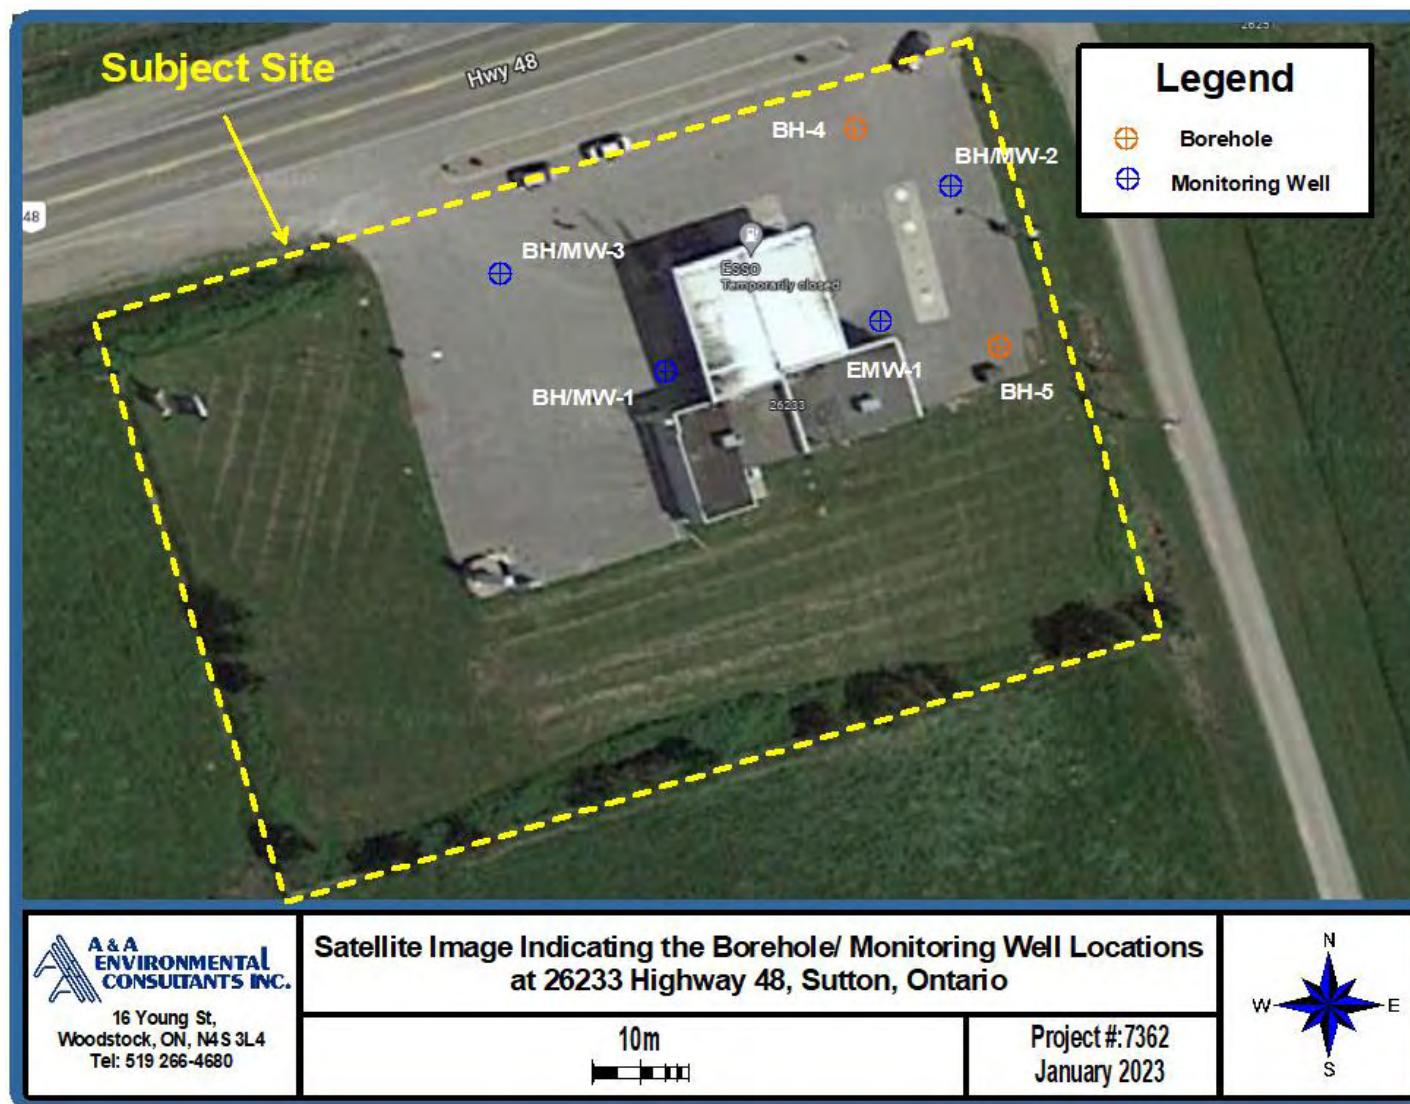 26251
Subject Site
Hwy 48
Legend
Borehole
Monitoring Well
BH-4
BH/MW-2
48
BH/MW-3
Esso
Temporarily closed
EMW-1
BH-5
BH/MW-1
26233
A & A
ENVIRONMENTAL
CONSULTANTS INC.
16 Young St,
Woodstock, ON, N4S 3L4
Tel: 519 266-4680
Satellite Image Indicating the Borehole/ Monitoring Well Locations
at 26233 Highway 48, Sutton, Ontario
10m
Project #:7362
January 2023
N
W
E
S